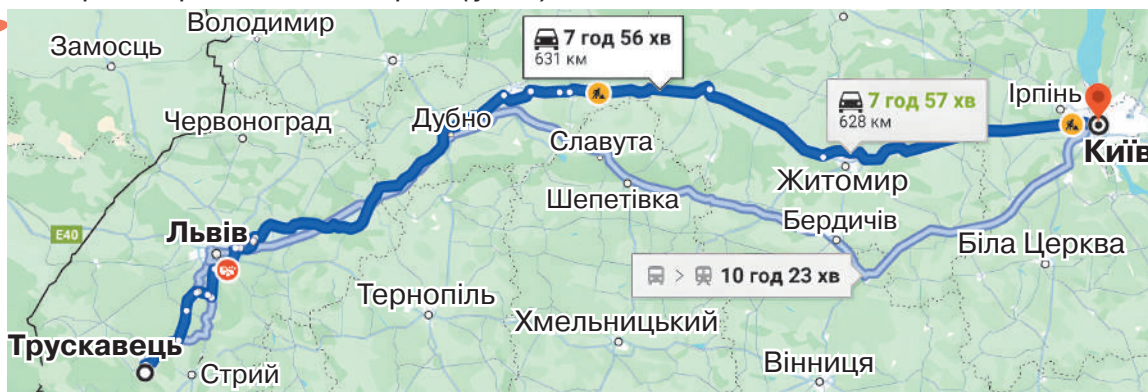 Володимир
Замосць
7 год 56 хв
631 км
Ірпінь
7 год 57 хв
628 км
Червоноград
Дубно
Славута
Київ
Житомир
Шепетівка
E40
Львів
Бердичів
Біла Церква
> 10 год 23 хв
Тернопіль
Хмельницький
Трускавець
Стрий
Вінниця